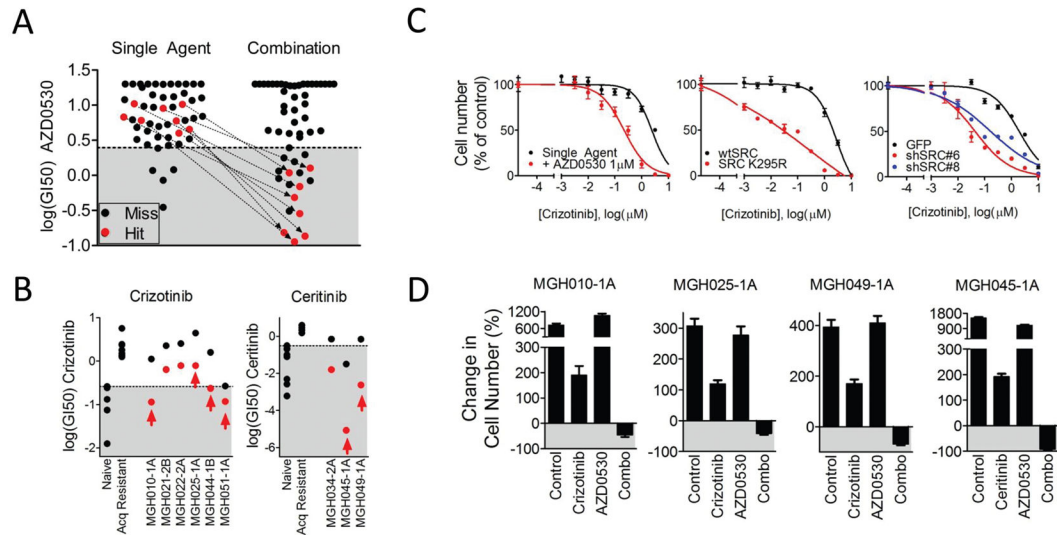 A
Single Agent Combination
log(GI50) AZD0530
1.5
1.0
0.5
0.0
-0.5
-1.0
Miss
Hit
B
Crizotinib
log(GI50) Crizotinib
1
0
-1
-2
Naive
Acq Resistant
MGH010-1A
MGH021-2B
MGH022-2A
MGH025-1A
MGH044-1B
MGH051-1A
Ceritinib
log(GI50) Ceritinib
0
-2
-4
-6
Naive
Acq Resistant
MGH034-2A
MGH045-1A
MGH049-1A
C
Cell number
(% of control)
100
50
0
Single Agent
+ AZD0530 1μM
-4 -3 -2 -1 0 1
[Crizotinib], log(μM)
100
50
0
wtSRC
SRC K295R
-4 -3 -2 -1 0 1
[Crizotinib], log(μM)
100
50
0
GFP
shSRC#6
shSRC#8
-4 -3 -2 -1 0 1
[Crizotinib], log(μM)
D
Change in
Cell Number (%)
MGH010-1A
1200
600
300
200
100
0
-100
Control
Crizotinib
AZD0530
Combo
MGH025-1A
300
200
100
0
-100
Control
Crizotinib
AZD0530
Combo
MGH049-1A
400
200
0
-100
Control
Crizotinib
AZD0530
Combo
MGH045-1A
1800
600
300
200
100
0
-100
Control
Ceritinib
AZD0530
Combo